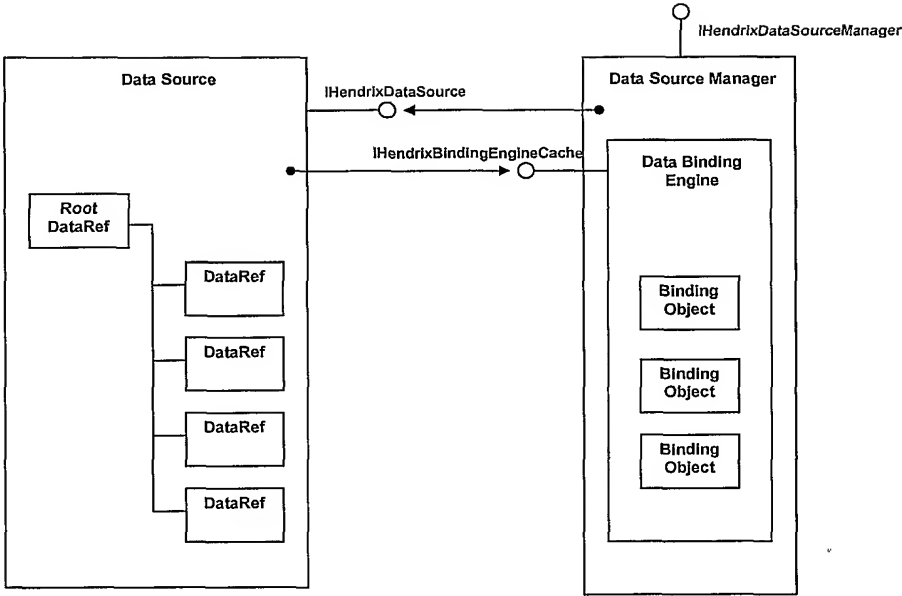 IHendrixDataSourceManager
Data Source
Data Source Manager
IHendrixDataSource
IHendrixBindingEngineCache
Data Binding
Engine
Root
DataRef
DataRef
DataRef
DataRef
DataRef
Binding
Object
Binding
Object
Binding
Object